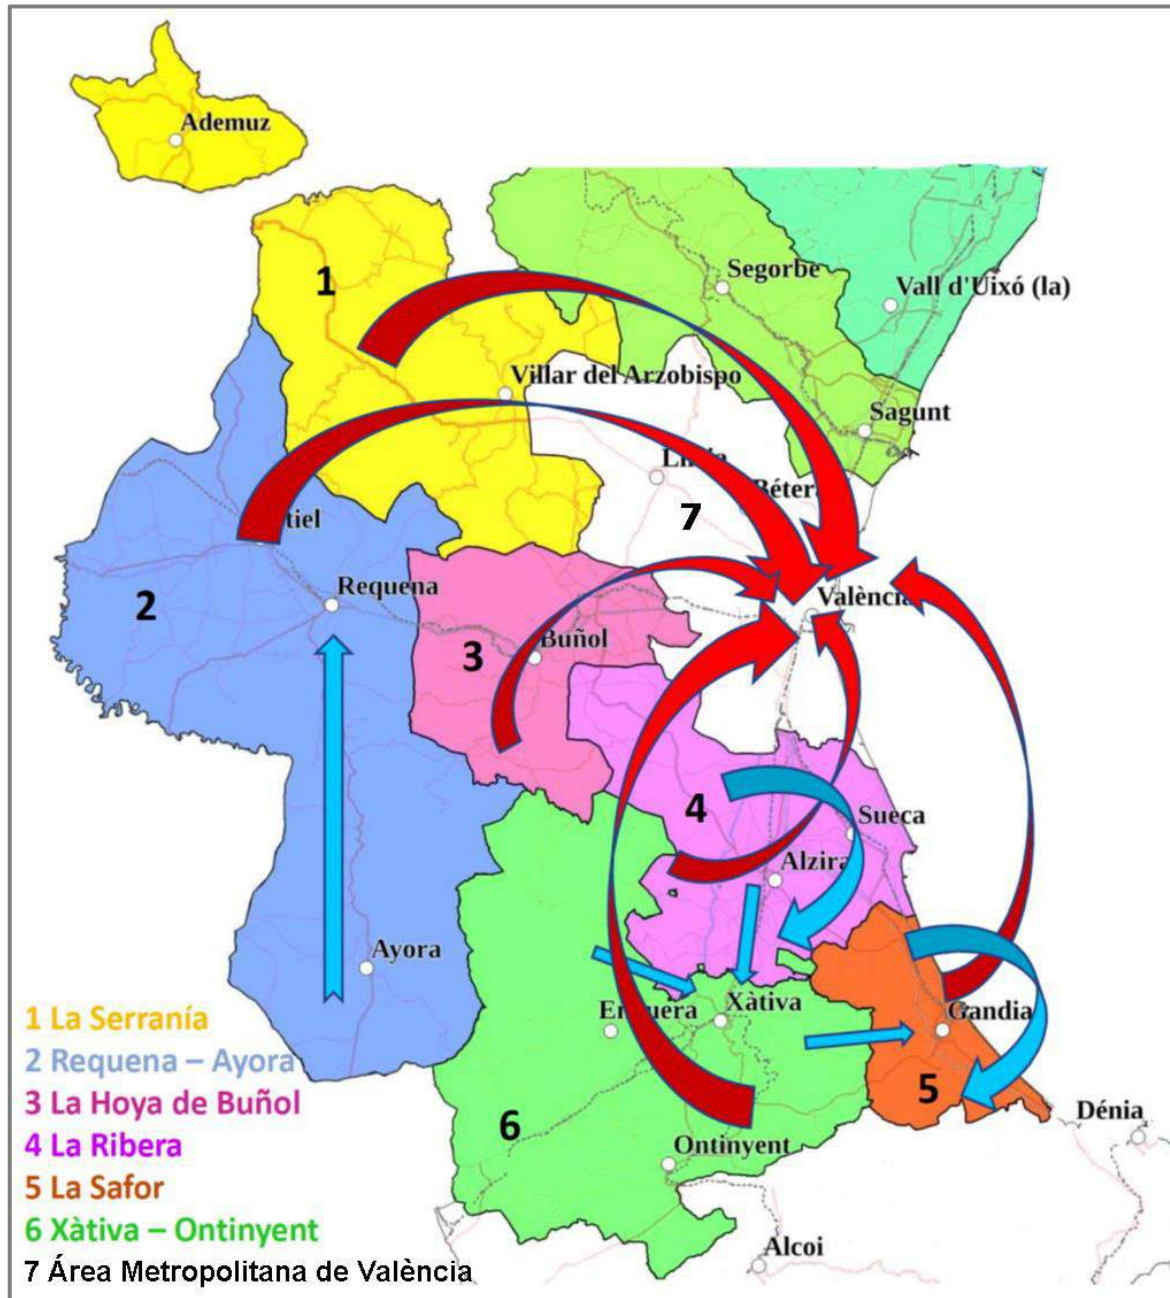 Ademuz
1
Segorbe
Vall d'Uixó (la)
Villar del Arzobispo
Sagunt
7
tiel
Requena
2
València
Buñol
3
4
Sueca
Alzira
Ayora
Xàtiva
Gandia
5
6
Dénia
Ontinyent
Alcoi
1 La Serranía
2 Requena – Ayora
3 La Hoya de Buñol
4 La Ribera
5 La Safor
6 Xàtiva – Ontinyent
7 Área Metropolitana de València